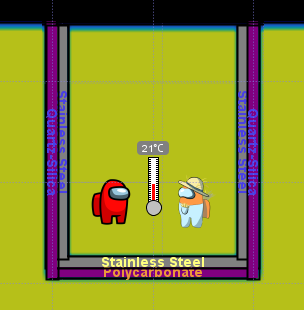 21°C
Quartz-Silica
Stainless Steel
Stainless Steel
Quartz-Silica
Stainless Steel
Polycarbonate